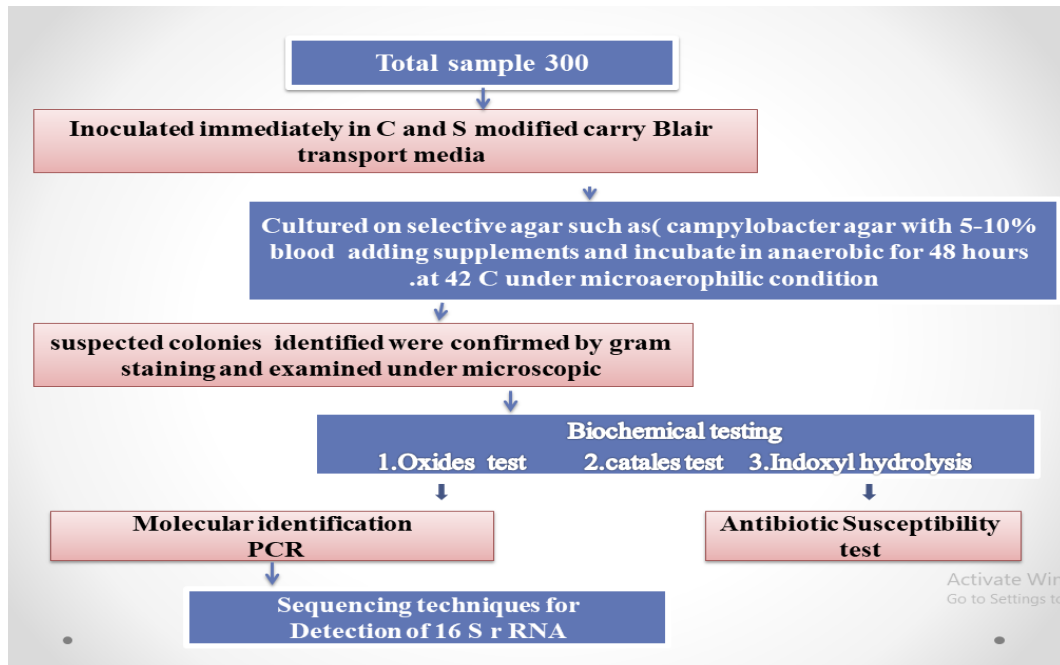 Total sample 300
Inoculated immediately in C and S modified carry Blair
transport media
Cultured on selective agar such as( campylobacter agar with 5-10%
blood adding supplements and incubate in anaerobic for 48 hours
.at 42 C under microaerophilic condition
suspected colonies identified were confirmed by gram
staining and examined under microscopic
Biochemical testing
1.Oxides test 2.catales test 3.Indoxyl hydrolysis
Molecular identification
PCR
Antibiotic Susceptibility
test
Sequencing techniques for
Detection of 16 S r RNA
Activate Win
Go to Settings to